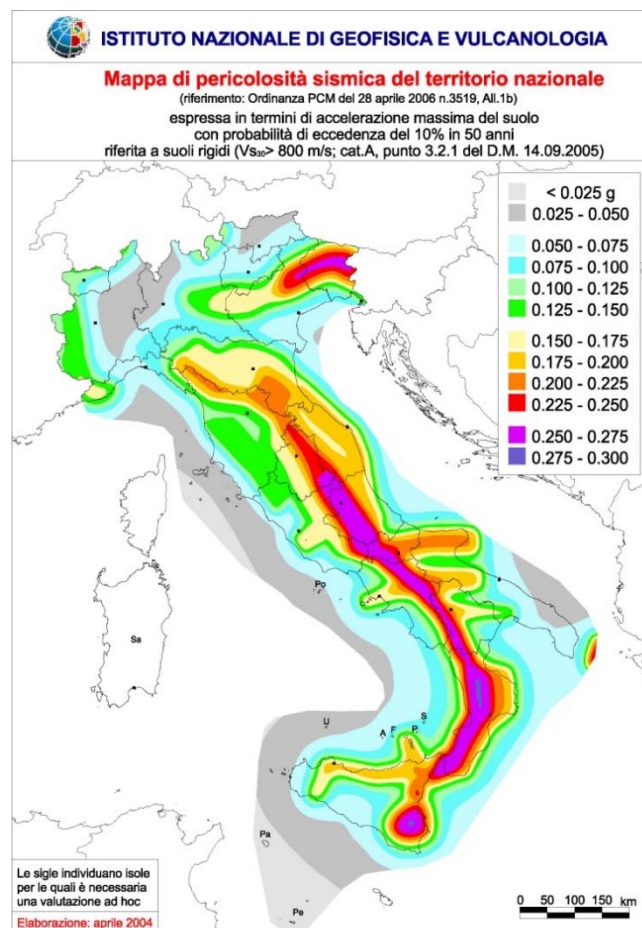 ISTITUTO NAZIONALE DI GEOFISICA E VULCANOLOGIA
Mappa di pericolosità sismica del territorio nazionale
(riferimento: Ordinanza PCM del 28 aprile 2006 n.3519, All.1b)
espressa in termini di accelerazione massima del suolo
con probabilità di eccedenza del 10% in 50 anni
riferita a suoli rigidi (Vs30> 800 m/s; cat.A, punto 3.2.1 del D.M. 14.09.2005)
< 0.025 g
0.025 - 0.050
0.050 - 0.075
0.075 - 0.100
0.100 - 0.125
0.125 - 0.150
0.150 - 0.175
0.175 - 0.200
0.200 - 0.225
0.225 - 0.250
0.250 - 0.275
0.275 - 0.300
Po
Sa
U
A
F
P
S
Pa
Pe
Le sigle individuano isole
per le quali è necessaria
una valutazione ad hoc
Elaborazione: aprile 2004
0 50 100 150 km